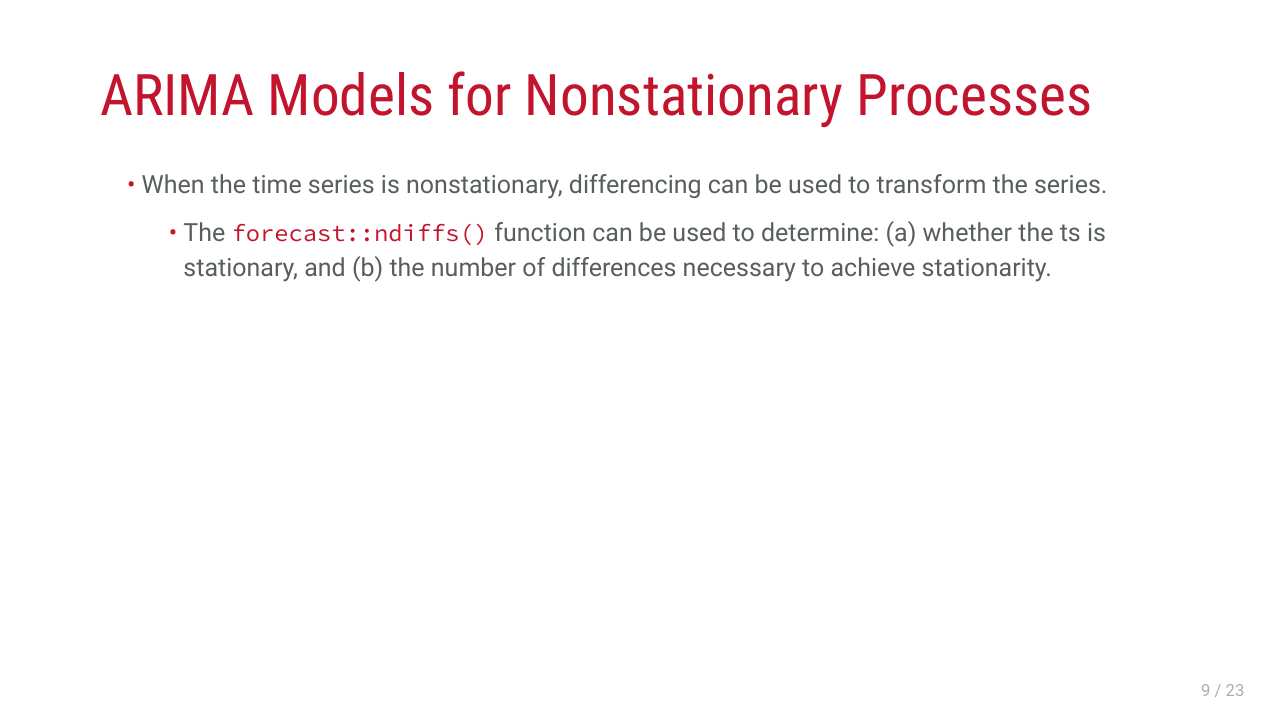 ARIMA Models for Nonstationary Processes
• When the time series is nonstationary, differencing can be used to transform the series.
• The forecast::ndiffs() function can be used to determine: (a) whether the ts is
stationary, and (b) the number of differences necessary to achieve stationarity.
9 / 23